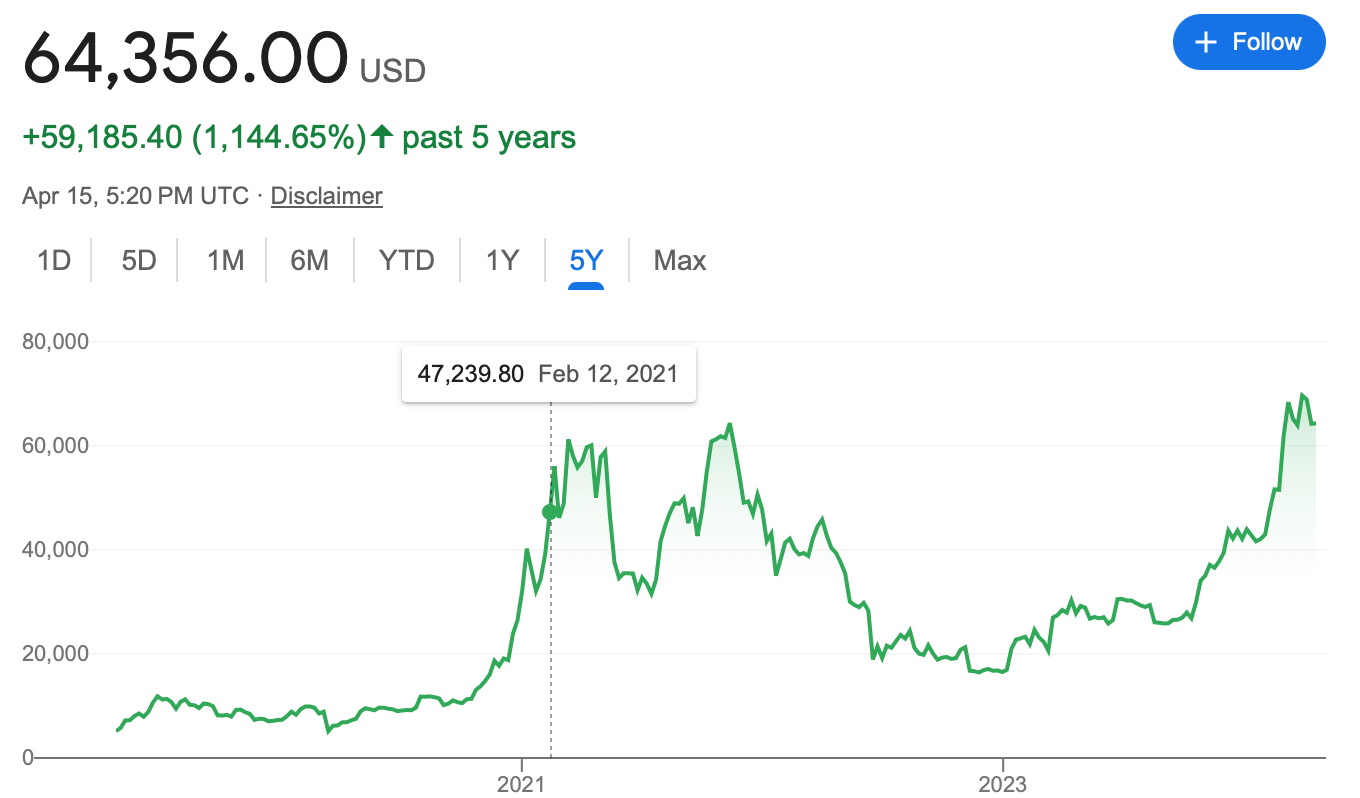 64,356.00 USD
+ Follow
+59,185.40 (1,144.65%)↑ past 5 years
Apr 15, 5:20 PM UTC · Disclaimer
1D 5D 1M 6M YTD 1Y 5Y Max
80,000
47,239.80 Feb 12, 2021
60,000
40,000
20,000
0
2021 2023